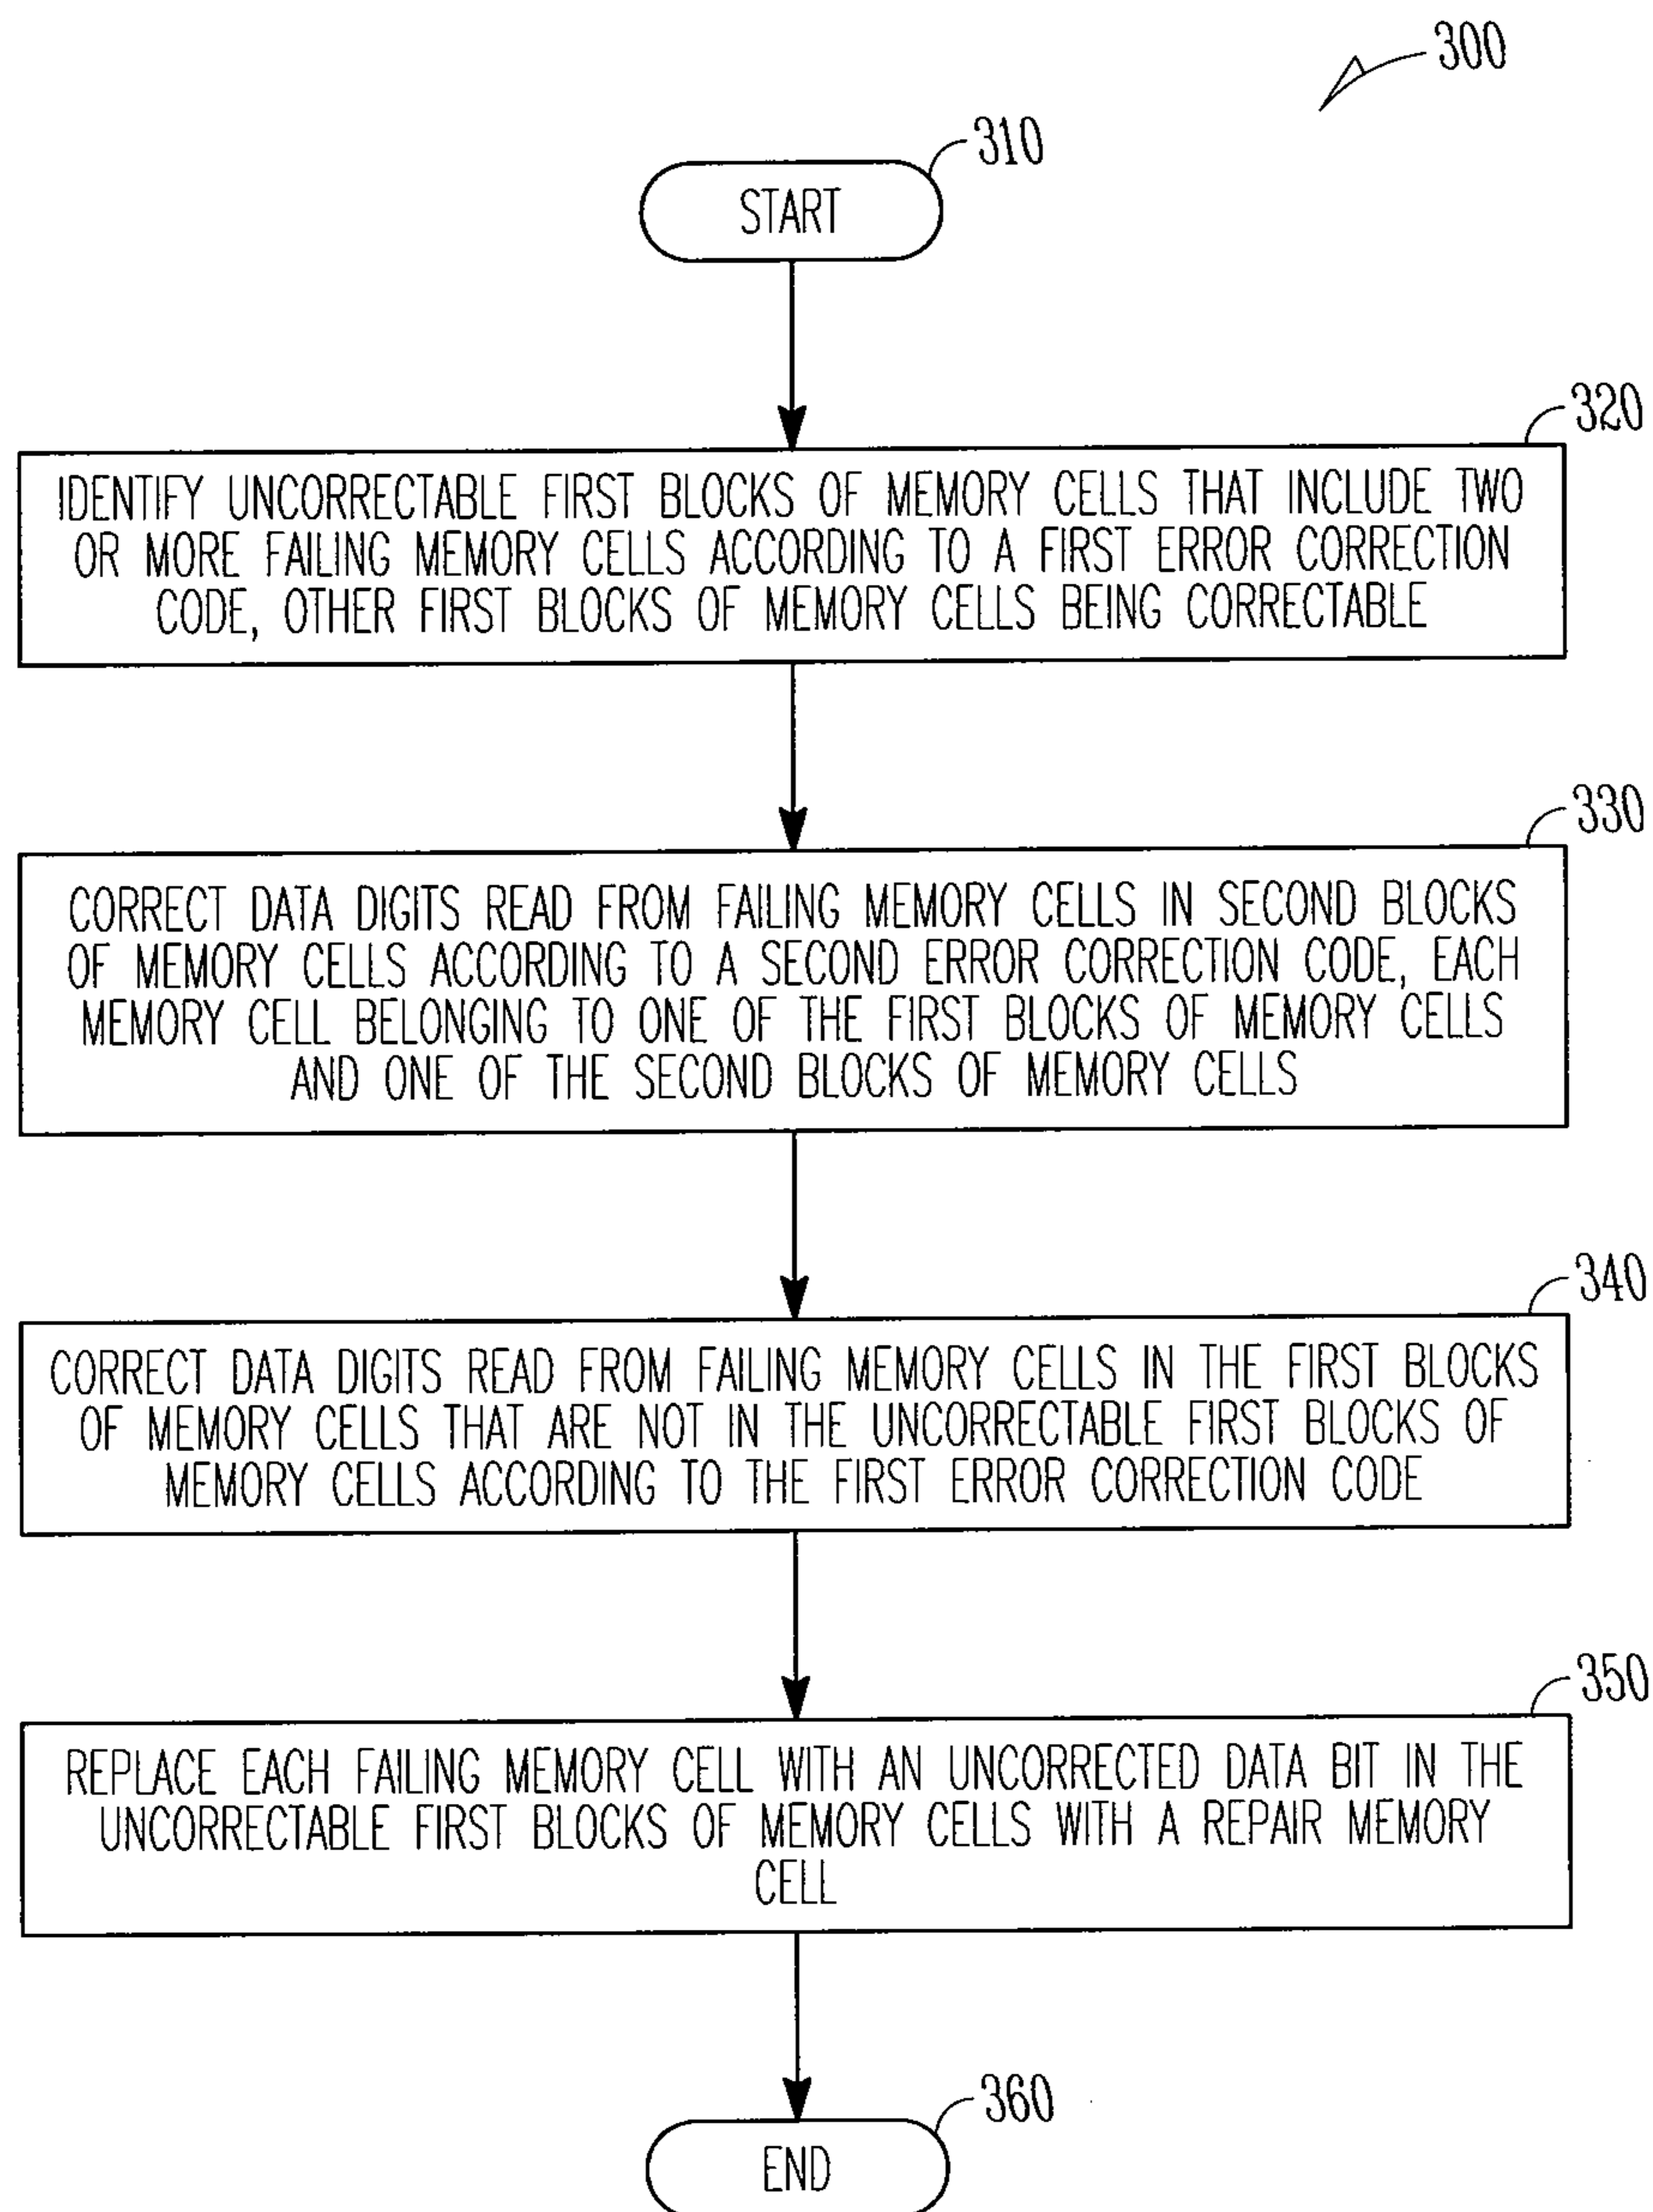 300
310
START
320
IDENTIFY UNCORRECTABLE FIRST BLOCKS OF MEMORY CELLS THAT INCLUDE TWO
OR MORE FAILING MEMORY CELLS ACCORDING TO A FIRST ERROR CORRECTION
CODE, OTHER FIRST BLOCKS OF MEMORY CELLS BEING CORRECTABLE
330
CORRECT DATA DIGITS READ FROM FAILING MEMORY CELLS IN SECOND BLOCKS
OF MEMORY CELLS ACCORDING TO A SECOND ERROR CORRECTION CODE, EACH
MEMORY CELL BELONGING TO ONE OF THE FIRST BLOCKS OF MEMORY CELLS
AND ONE OF THE SECOND BLOCKS OF MEMORY CELLS
340
CORRECT DATA DIGITS READ FROM FAILING MEMORY CELLS IN THE FIRST BLOCKS
OF MEMORY CELLS THAT ARE NOT IN THE UNCORRECTABLE FIRST BLOCKS OF
MEMORY CELLS ACCORDING TO THE FIRST ERROR CORRECTION CODE
350
REPLACE EACH FAILING MEMORY CELL WITH AN UNCORRECTED DATA BIT IN THE
UNCORRECTABLE FIRST BLOCKS OF MEMORY CELLS WITH A REPAIR MEMORY
CELL
360
END